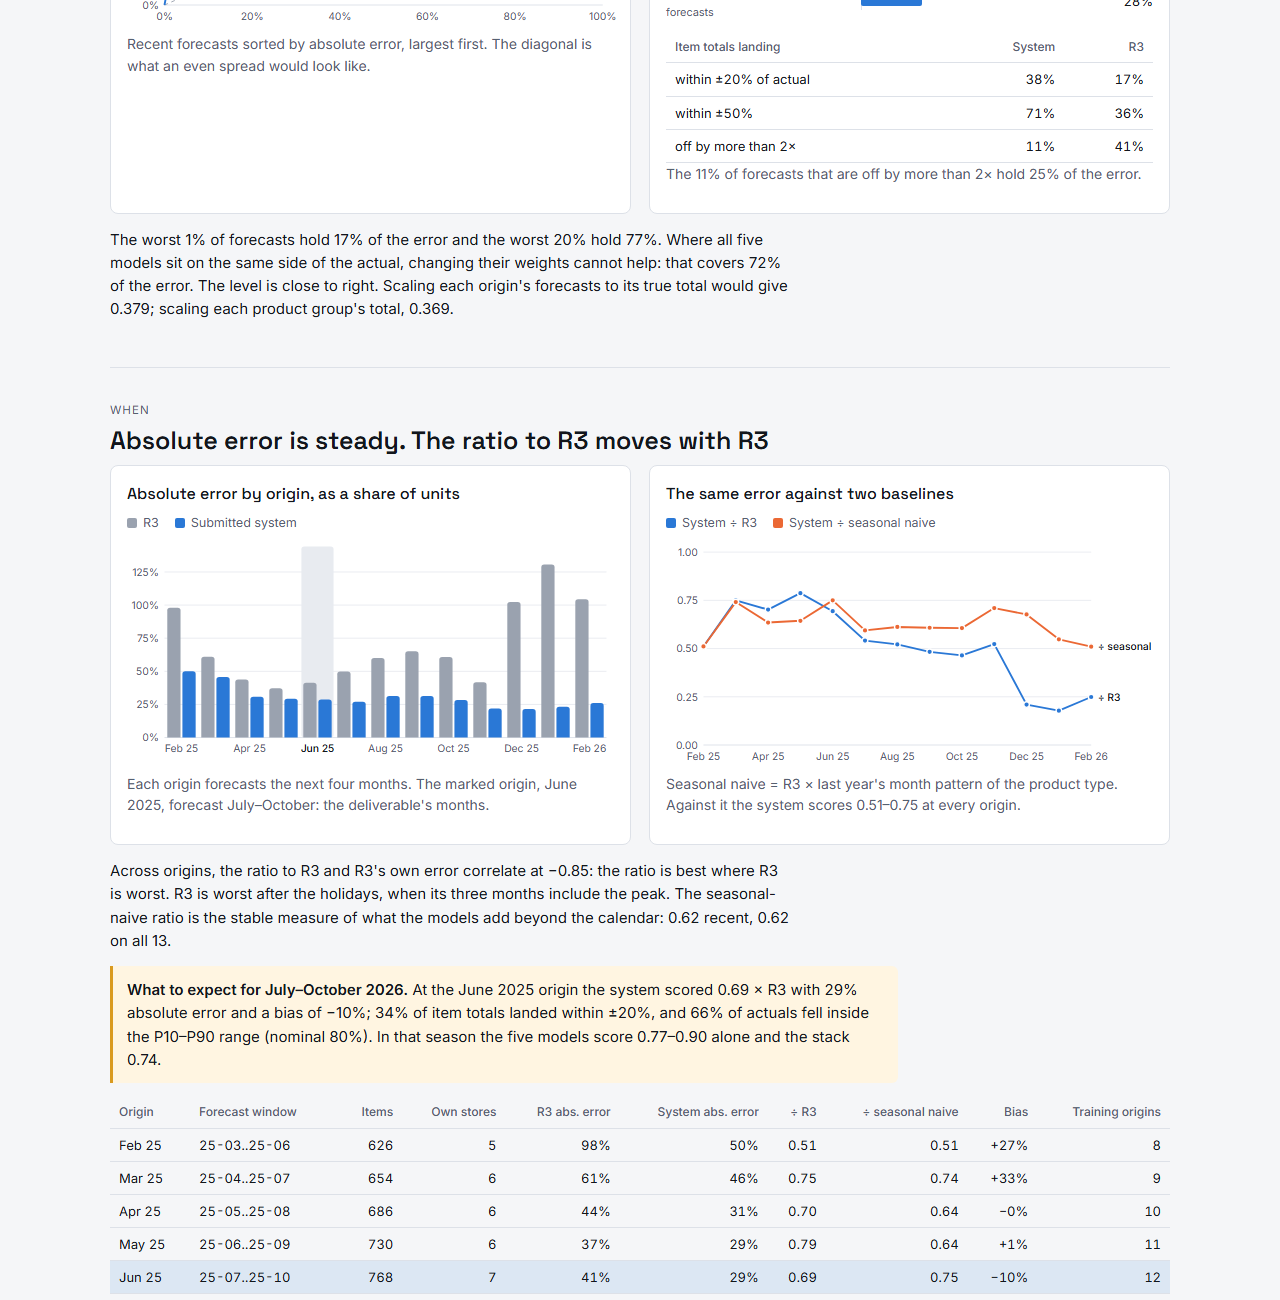 0%
0% 20% 40% 60% 80% 100%
Recent forecasts sorted by absolute error, largest first. The diagonal is
what an even spread would look like.
28%
forecasts
Item totals landing System R3
within ±20% of actual 38% 17%
within ±50% 71% 36%
off by more than 2× 11% 41%
The 11% of forecasts that are off by more than 2× hold 25% of the error.
The worst 1% of forecasts hold 17% of the error and the worst 20% hold 77%. Where all five
models sit on the same side of the actual, changing their weights cannot help: that covers 72%
of the error. The level is close to right. Scaling each origin's forecasts to its true total would give
0.379; scaling each product group's total, 0.369.
WHEN
Absolute error is steady. The ratio to R3 moves with R3
Absolute error by origin, as a share of units
R3 Submitted system
125%
100%
75%
50%
25%
0%
Feb 25 Apr 25 Jun 25 Aug 25 Oct 25 Dec 25 Feb 26
Each origin forecasts the next four months. The marked origin, June
2025, forecast July–October: the deliverable's months.
The same error against two baselines
System ÷ R3 System ÷ seasonal naive
1.00
0.75
0.50
0.25
0.00
÷ seasonal
÷ R3
Feb 25 Apr 25 Jun 25 Aug 25 Oct 25 Dec 25 Feb 26
Seasonal naive = R3 × last year's month pattern of the product type.
Against it the system scores 0.51–0.75 at every origin.
Across origins, the ratio to R3 and R3's own error correlate at −0.85: the ratio is best where R3
is worst. R3 is worst after the holidays, when its three months include the peak. The seasonal-
naive ratio is the stable measure of what the models add beyond the calendar: 0.62 recent, 0.62
on all 13.
What to expect for July–October 2026. At the June 2025 origin the system scored 0.69 × R3 with 29%
absolute error and a bias of −10%; 34% of item totals landed within ±20%, and 66% of actuals fell inside
the P10–P90 range (nominal 80%). In that season the five models score 0.77–0.90 alone and the stack
0.74.
Origin Forecast window Items Own stores R3 abs. error System abs. error ÷ R3 ÷ seasonal naive Bias Training origins
Feb 25 25-03..25-06 626 5 98% 50% 0.51 0.51 +27% 8
Mar 25 25-04..25-07 654 6 61% 46% 0.75 0.74 +33% 9
Apr 25 25-05..25-08 686 6 44% 31% 0.70 0.64 −0% 10
May 25 25-06..25-09 730 6 37% 29% 0.79 0.64 +1% 11
Jun 25 25-07..25-10 768 7 41% 29% 0.69 0.75 −10% 12